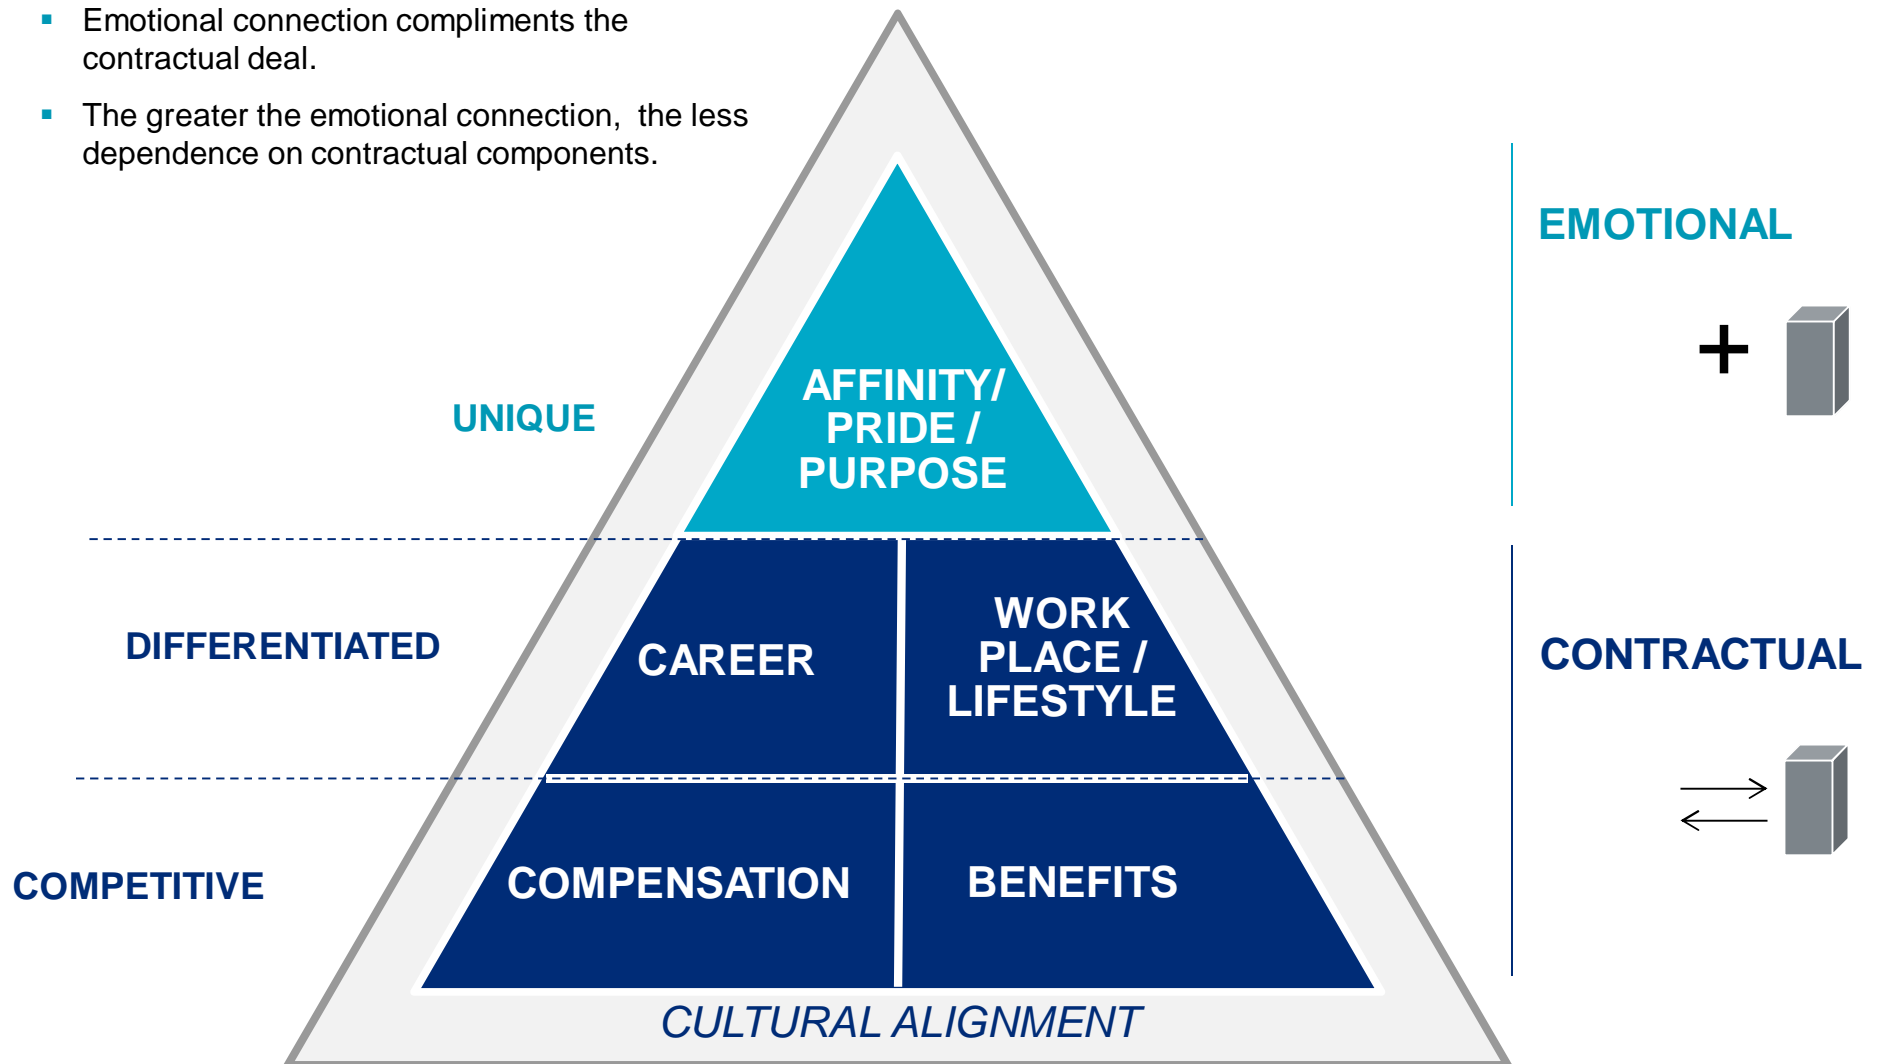 Emotional connection compliments the
contractual deal.
The greater the emotional connection, the less
dependence on contractual components.
EMOTIONAL
+
AFFINITY/
PRIDE /
PURPOSE
UNIQUE
DIFFERENTIATED
CAREER
WORK
PLACE /
LIFESTYLE
CONTRACTUAL
COMPETITIVE
COMPENSATION
BENEFITS
CULTURAL ALIGNMENT